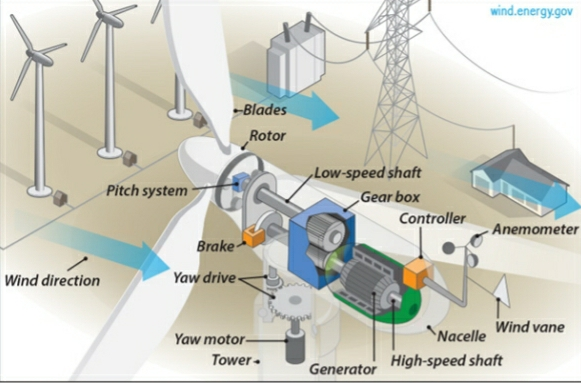 wind.energy.gov
Blades
Rotor
Pitch system
Low-speed shaft
Gear box
Controller
Anemometer
Brake
Wind direction
Yaw drive
Wind vane
Yaw motor
Nacelle
Tower
Generator
High-speed shaft